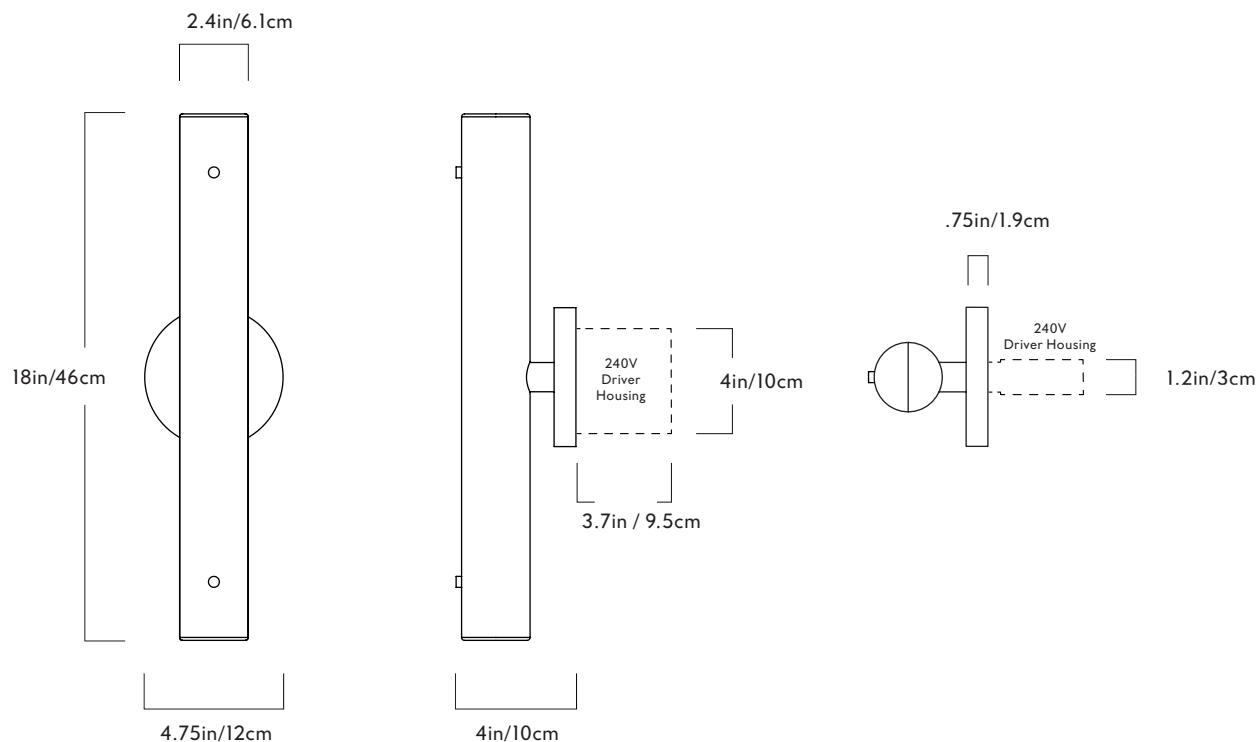 2.4in/6.1cm
18in/46cm
4.75in/12cm
240V
Driver
Housing
4in/10cm
3.7in / 9.5cm
4in/10cm
.75in/1.9cm
240V
Driver Housing
1.2in/3cm